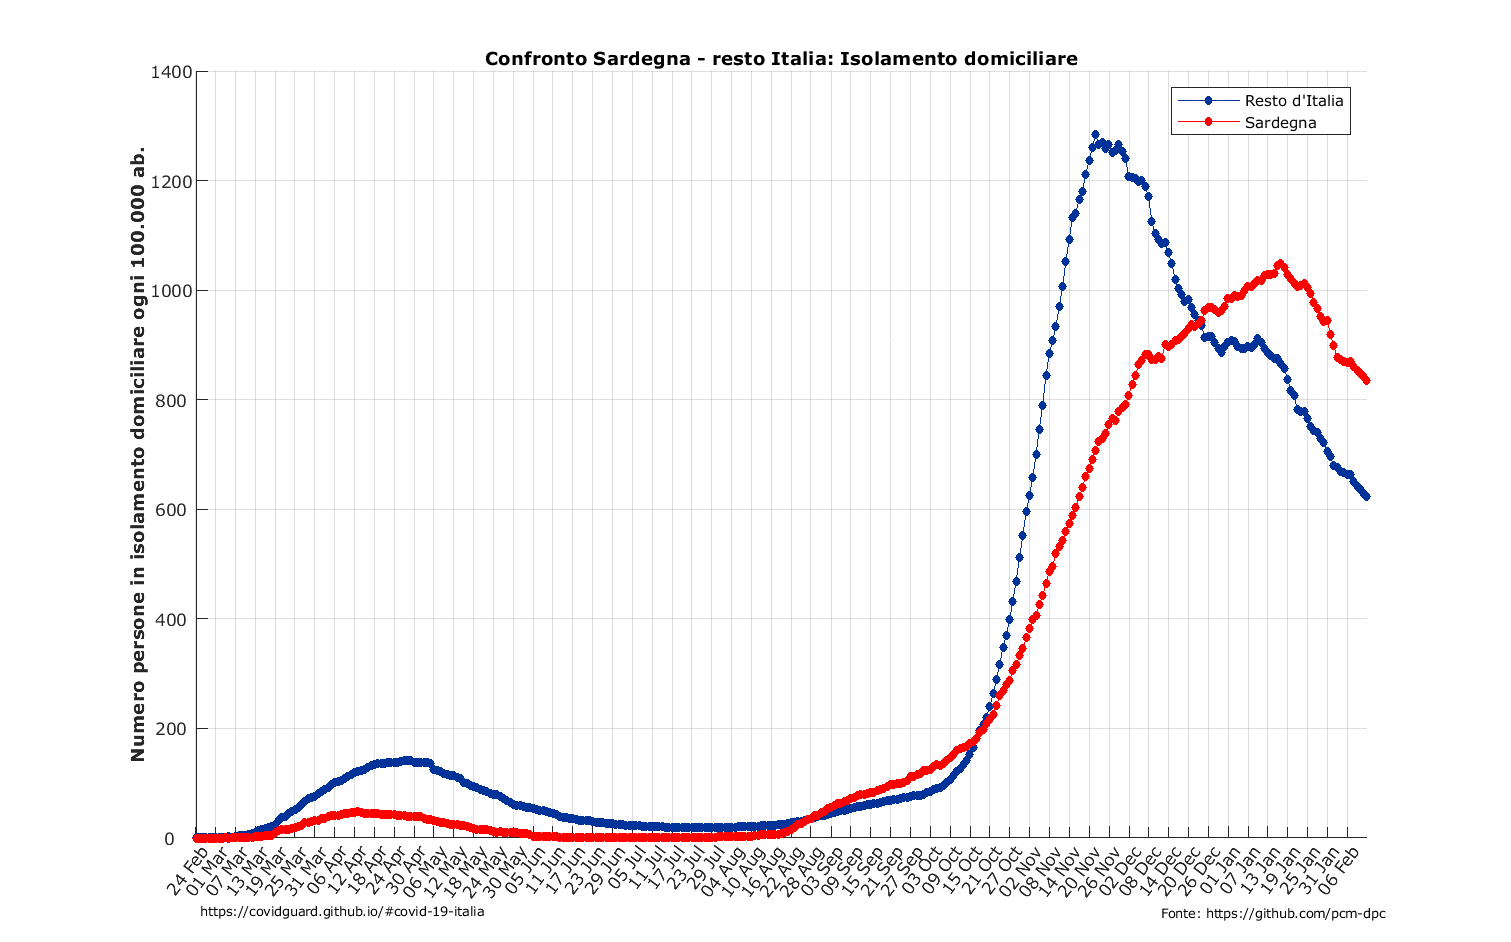 Confronto Sardegna - resto Italia: Isolamento domiciliare
Numero persone in isolamento domiciliare ogni 100.000 ab.
1400
1200
1000
800
600
400
200
0
Resto d'Italia
Sardegna
24 Feb
01 Mar
07 Mar
13 Mar
19 Mar
25 Mar
31 Mar
06 Apr
12 Apr
18 Apr
24 Apr
30 Apr
06 May
12 May
18 May
24 May
30 May
05 Jun
11 Jun
17 Jun
23 Jun
29 Jun
05 Jul
11 Jul
17 Jul
23 Jul
29 Jul
04 Aug
10 Aug
16 Aug
22 Aug
28 Aug
03 Sep
09 Sep
15 Sep
21 Sep
27 Sep
03 Oct
09 Oct
15 Oct
21 Oct
27 Oct
02 Nov
08 Nov
14 Nov
20 Nov
26 Nov
02 Dec
08 Dec
14 Dec
20 Dec
26 Dec
01 Jan
07 Jan
13 Jan
19 Jan
25 Jan
31 Jan
06 Feb
https://covidguard.github.io/#covid-19-italia
Fonte: https://github.com/pcm-dpc